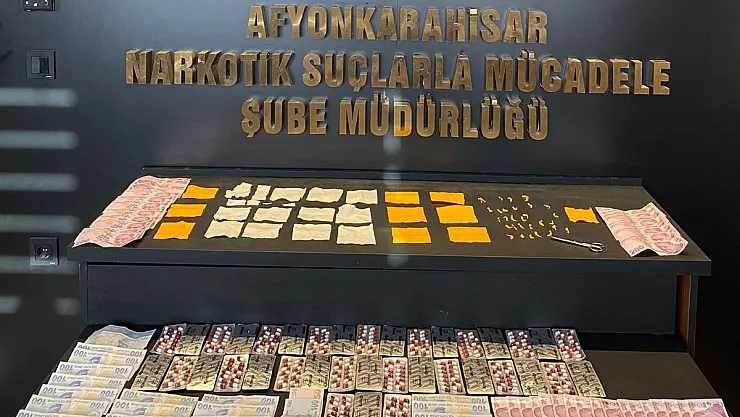 AFYONKARAHİSAR
NARKOTİK SUÇLARLA MÜCADELE
ŞUBE MÜDÜRLÜĞÜ